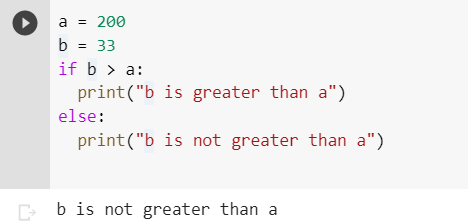 a = 200
b = 33
if b > a:
  print("b is greater than a")
else:
  print("b is not greater than a")
b is not greater than a